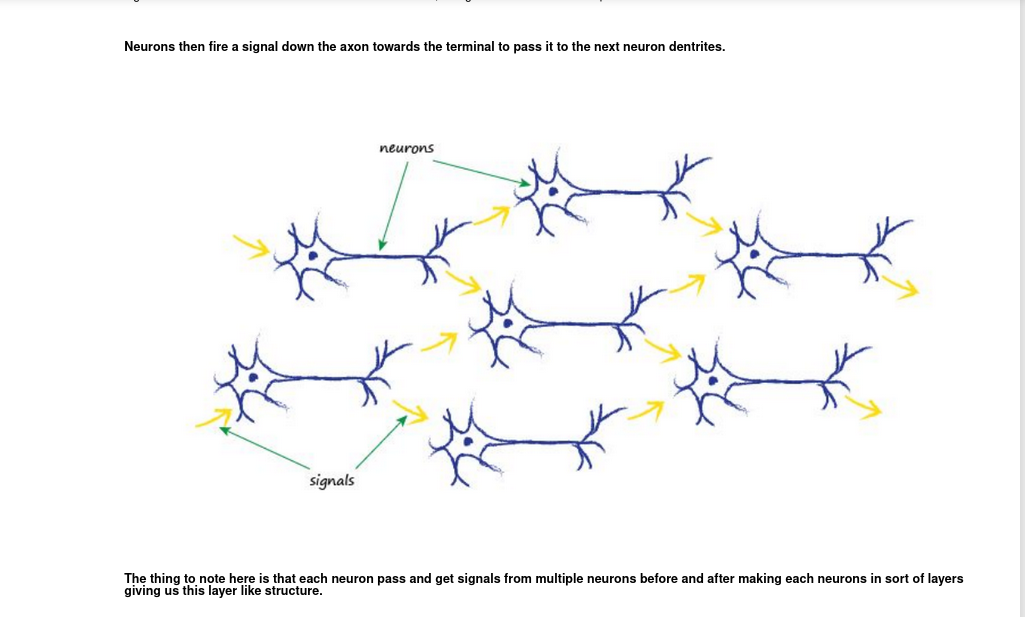 Neurons then fire a signal down the axon towards the terminal to pass it to the next neuron dentrites.
neurons
signals
The thing to note here is that each neuron pass and get signals from multiple neurons before and after making each neurons in sort of layers
giving us this layer like structure.